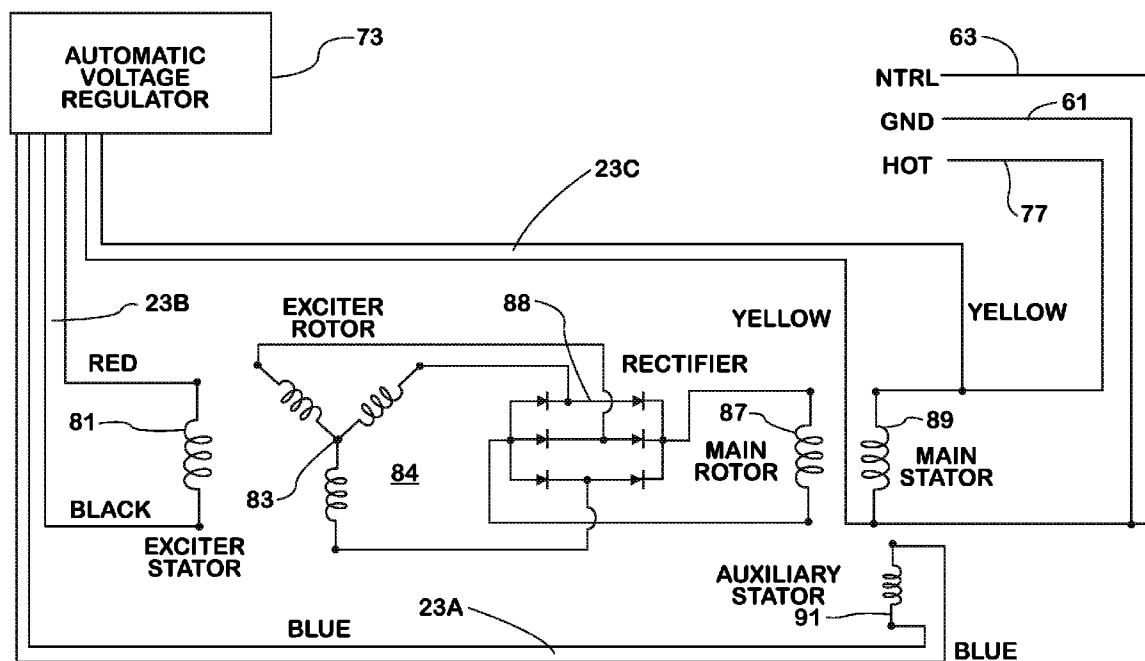 AUTOMATIC
VOLTAGE
REGULATOR
73
63
NTRL
61
GND
HOT
77
23C
23B
EXCITER
ROTOR
88
YELLOW
YELLOW
RED
RECTIFIER
81
87
89
MAIN
ROTOR
MAIN
STATOR
83
84
BLACK
EXCITER
STATOR
AUXILIARY
STATOR
91
23A
BLUE
BLUE